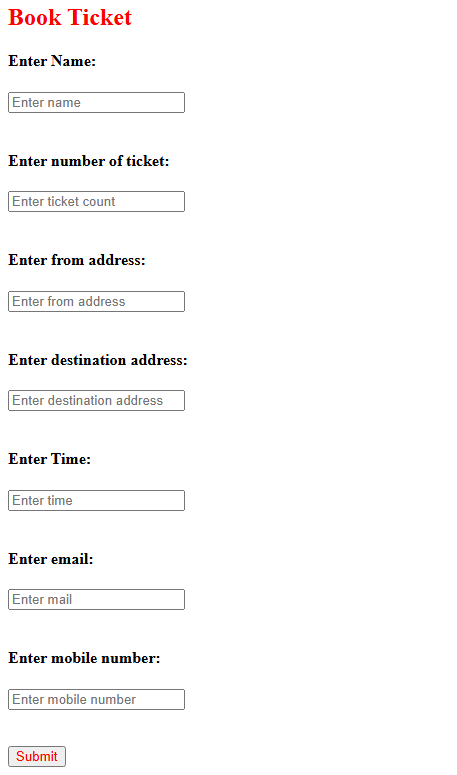 Book Ticket
Enter Name:
Enter name
Enter number of ticket:
Enter ticket count
Enter from address:
Enter from address
Enter destination address:
Enter destination address
Enter Time:
Enter time
Enter email:
Enter mail
Enter mobile number:
Enter mobile number
Submit